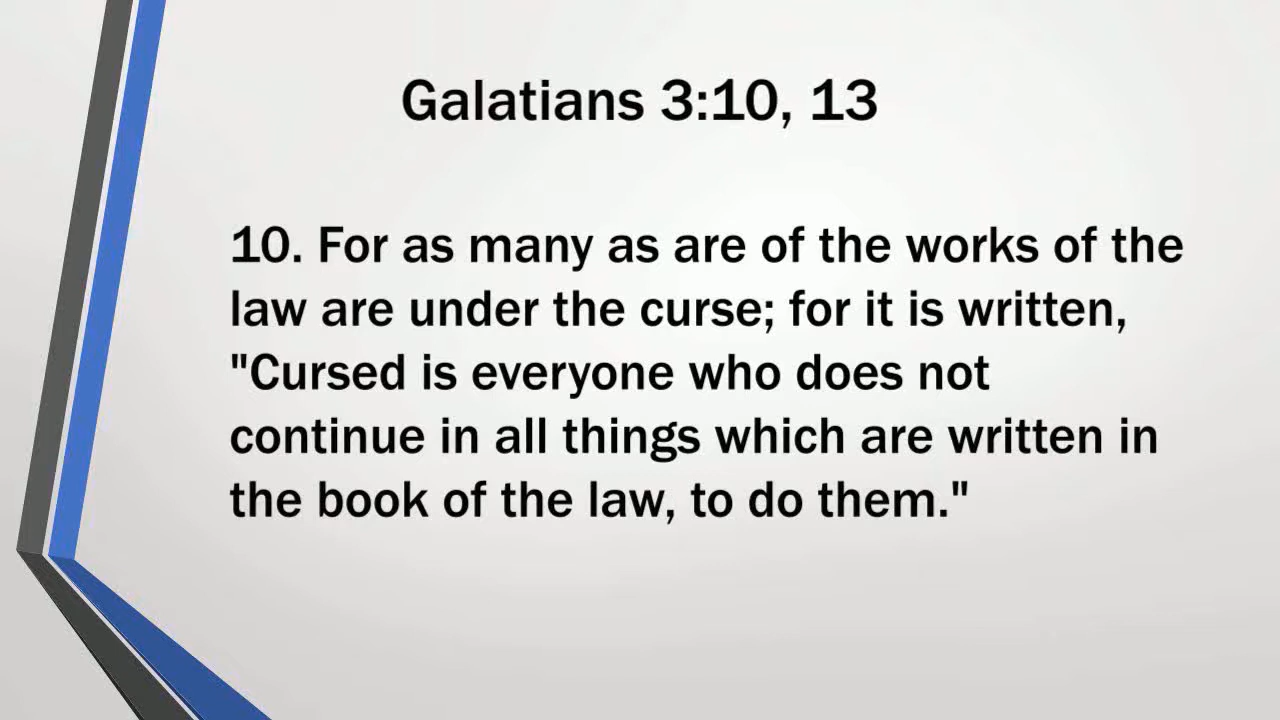 Galatians 3:10, 13
10. For as many as are of the works of the
law are under the curse; for it is written,
"Cursed is everyone who does not
continue in all things which are written in
the book of the law, to do them."